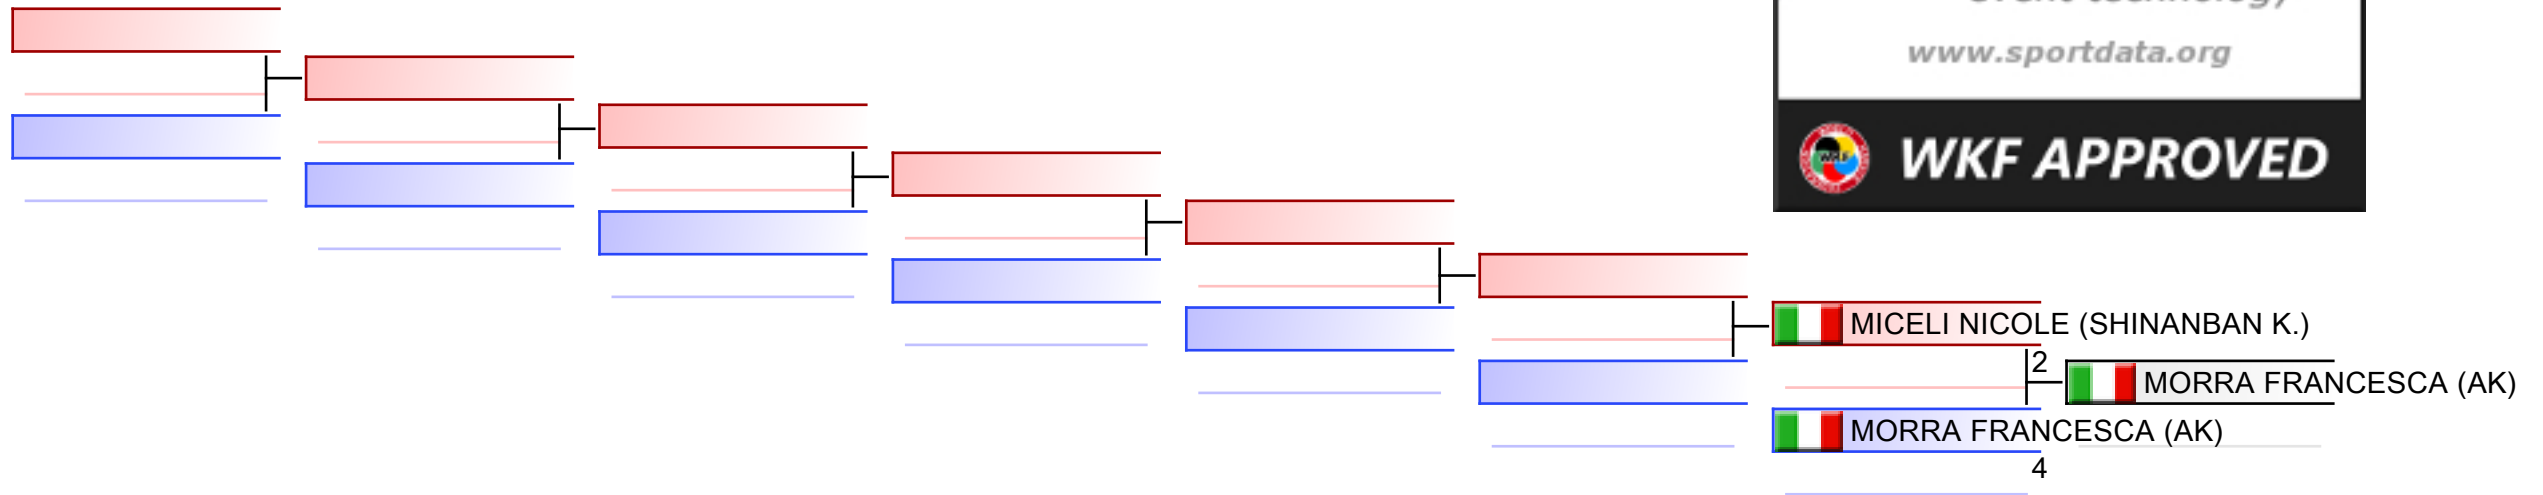 www.sportdata.org
WKF APPROVED
MICELI NICOLE (SHINANBAN K.)
2
MORRA FRANCESCA (AK)
MORRA FRANCESCA (AK)
4